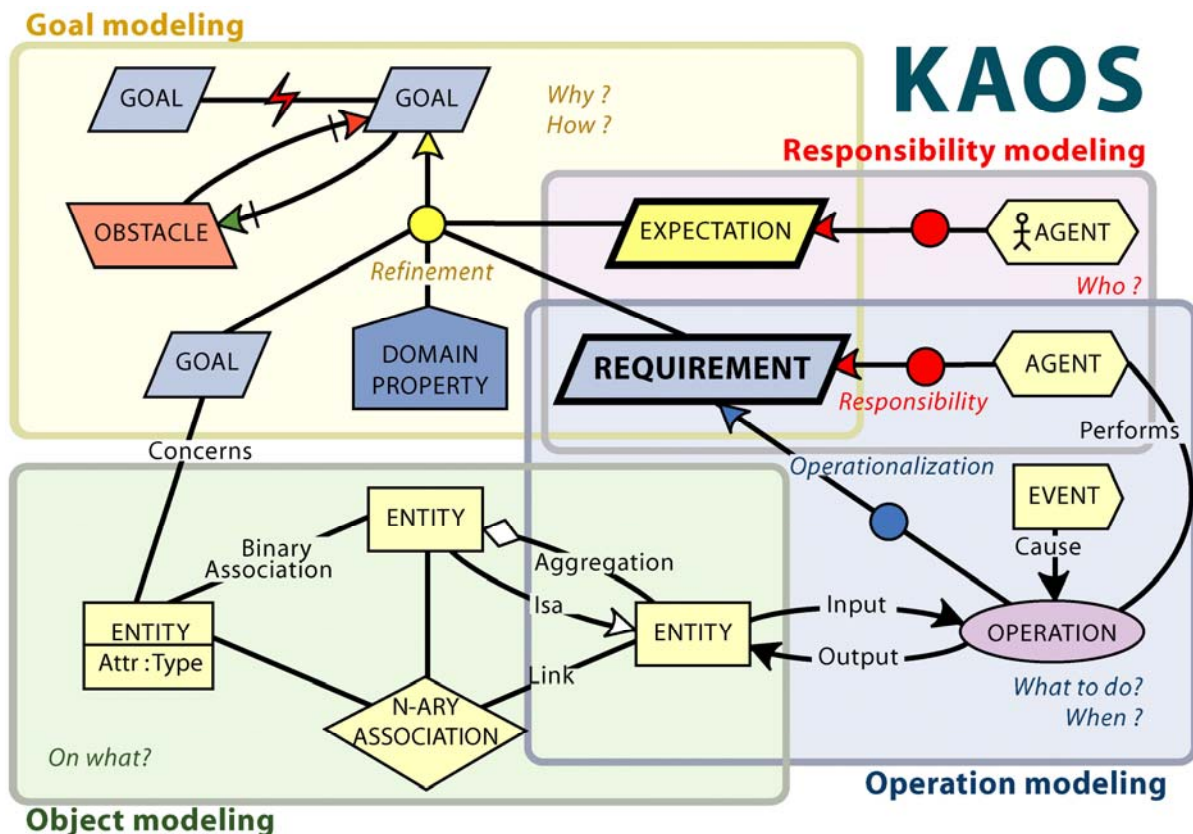 Goal modeling
KAOS
GOAL
GOAL
Why ?
How ?
Responsibility modeling
OBSTACLE
EXPECTATION
AGENT
Refinement
Who ?
GOAL
DOMAIN
PROPERTY
REQUIREMENT
AGENT
Responsibility
Performs
Concerns
Operationalization
EVENT
ENTITY
Binary
Association
Aggregation
Cause
Isa
Input
ENTITY
Attr : Type
ENTITY
OPERATION
Output
Link
N-ARY
ASSOCIATION
What to do?
When ?
On what?
Operation modeling
Object modeling